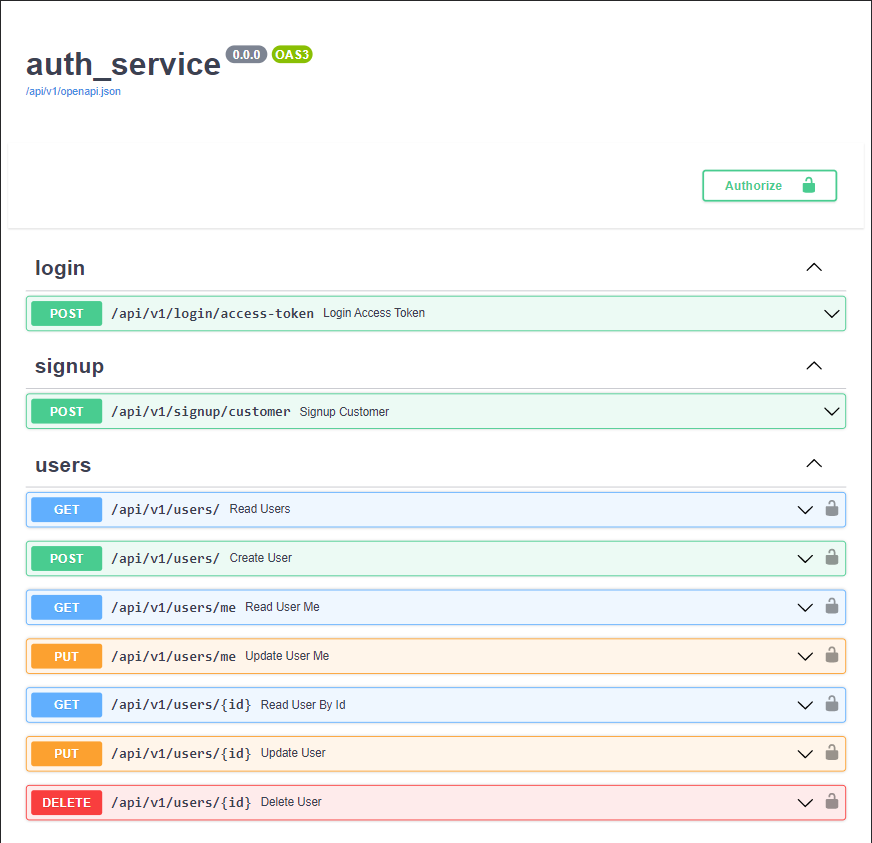 auth_service 0.0.0 OAS3
/api/v1/openapi.json
Authorize
login
POST /api/v1/login/access-token Login Access Token
signup
POST /api/v1/signup/customer Signup Customer
users
GET /api/v1/users/ Read Users
POST /api/v1/users/ Create User
GET /api/v1/users/me Read User Me
PUT /api/v1/users/me Update User Me
GET /api/v1/users/{id} Read User By Id
PUT /api/v1/users/{id} Update User
DELETE /api/v1/users/{id} Delete User